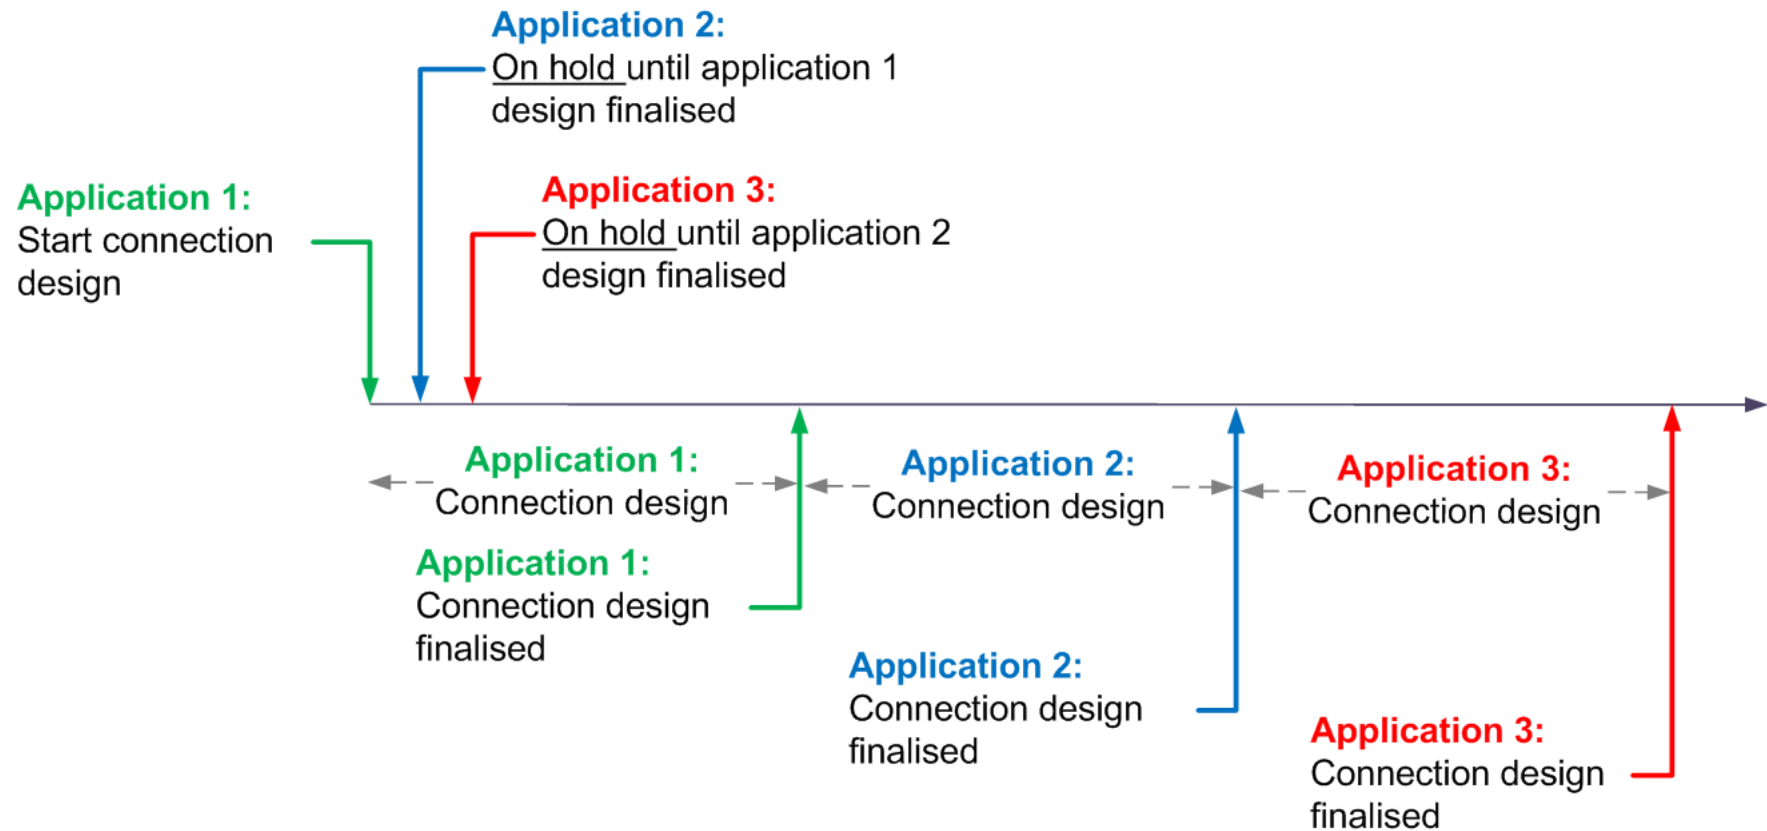 Application 2:
On hold until application 1
design finalised
Application 1:
Start connection
design
Application 3:
On hold until application 2
design finalised
Application 1:
Connection design
Application 2:
Connection design
Application 3:
Connection design
Application 1:
Connection design
finalised
Application 2:
Connection design
finalised
Application 3:
Connection design
finalised